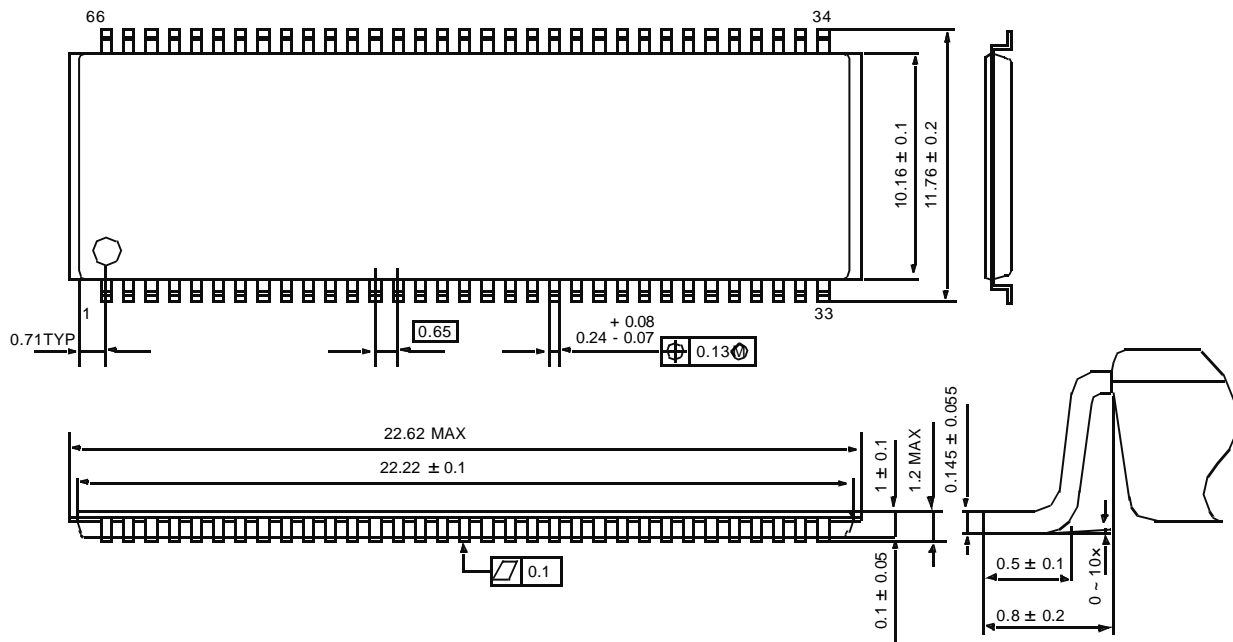 66
34
10.16 ± 0.1
11.76 ± 0.2
1
33
0.71TYP
0.65
+ 0.08
0.24 - 0.07
0.13 M
22.62 MAX
22.22 ± 0.1
1 ± 0.1
1.2 MAX
0.145 ± 0.055
0.1
0.1 ± 0.05
0.5 ± 0.1
0 ~ 10×
0.8 ± 0.2